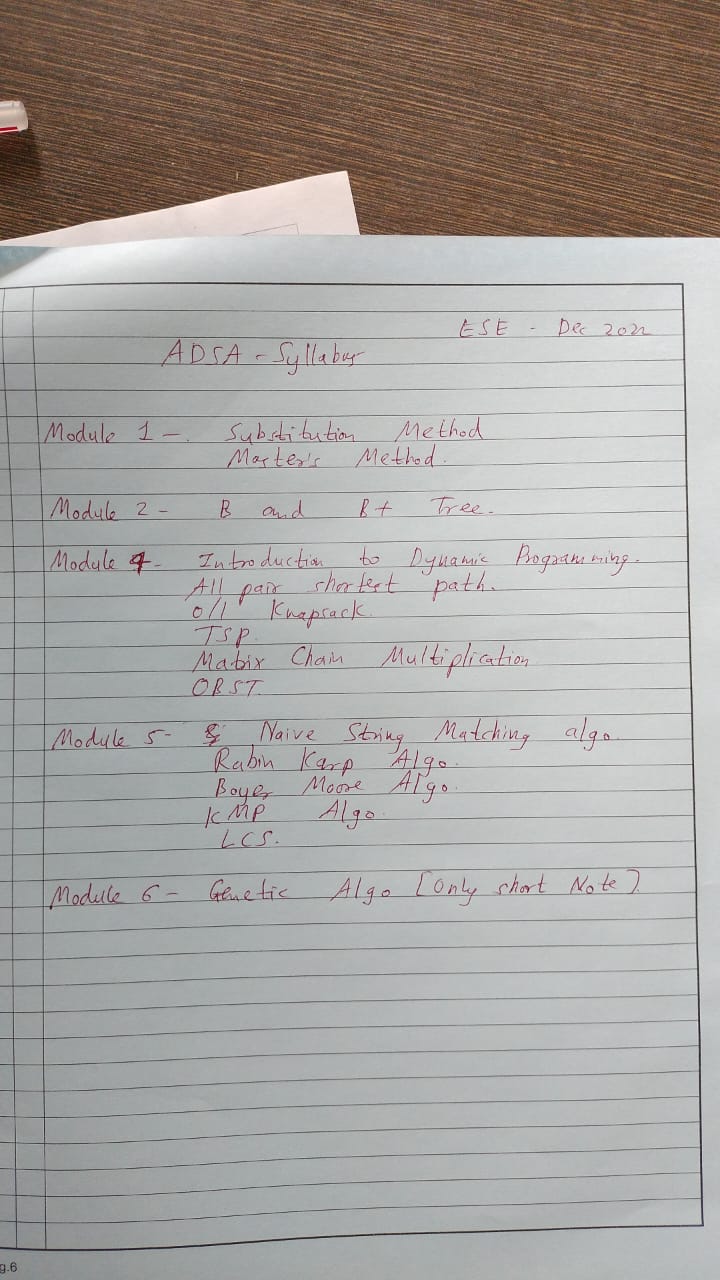 ESE - Dec 2022
ADSA - Syllabus
Module 1 -. Substitution Method
Master's Method.
Module 2 - B and B+ Tree.
Module 4 - Introduction to Dynamic Programming.
All pair shortest path.
0/1 Knapsack.
TSP.
Matrix Chain Multiplication
OBST.
Module 5 - Naive String Matching algo.
Rabin Karp Algo.
Boyer Moore Algo.
KMP Algo.
LCS.
Module 6 - Genetic Algo [Only short Note]
g.6